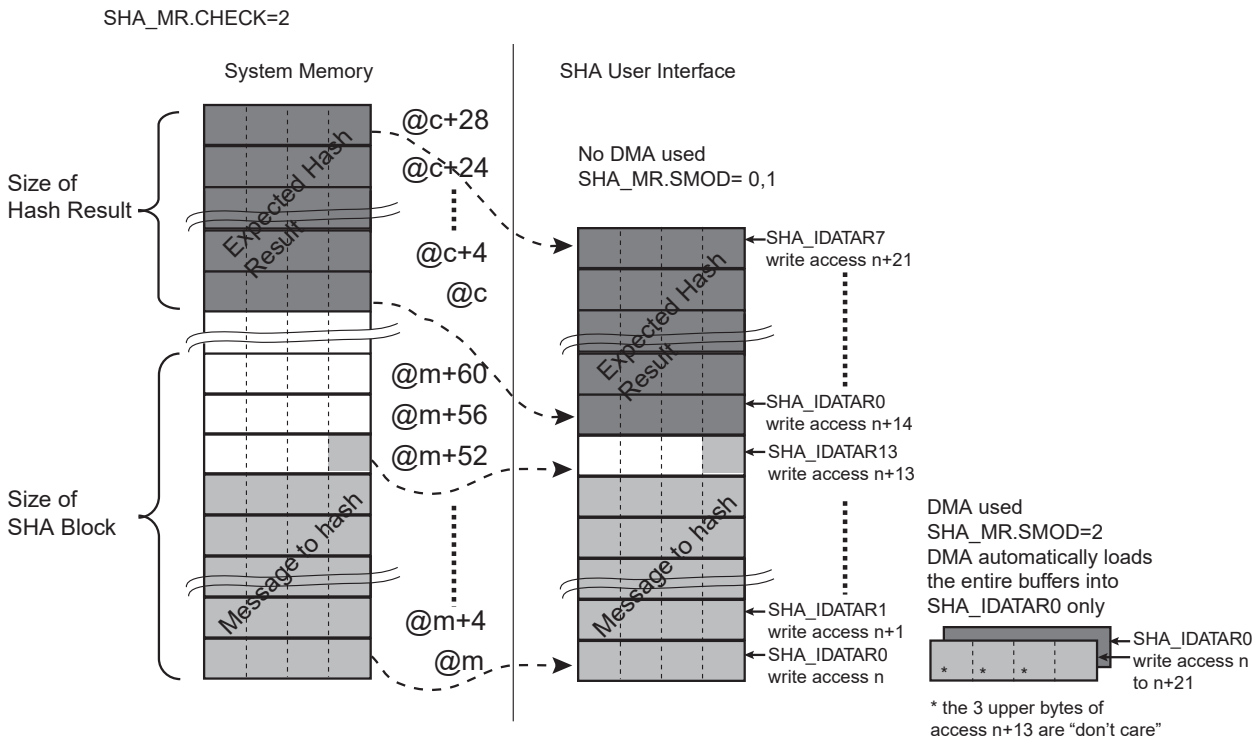 SHA_MR.CHECK=2
System Memory
SHA User Interface
@c+28
@c+24
@c+4
@c
Size of
Hash Result
Expected Hash
Result
No DMA used
SHA_MR.SMOD= 0,1
SHA_IDATAR7
write access n+21
Expected Hash
Result
@m+60
@m+56
@m+52
SHA_IDATAR0
write access n+14
SHA_IDATAR13
write access n+13
Size of
SHA Block
Message to hash
@m+4
@m
Message to hash
SHA_IDATAR1
write access n+1
SHA_IDATAR0
write access n
DMA used
SHA_MR.SMOD=2
DMA automatically loads
the entire buffers into
SHA_IDATAR0 only
SHA_IDATAR0
write access n
to n+21
* * *
* the 3 upper bytes of
access n+13 are “don’t care”